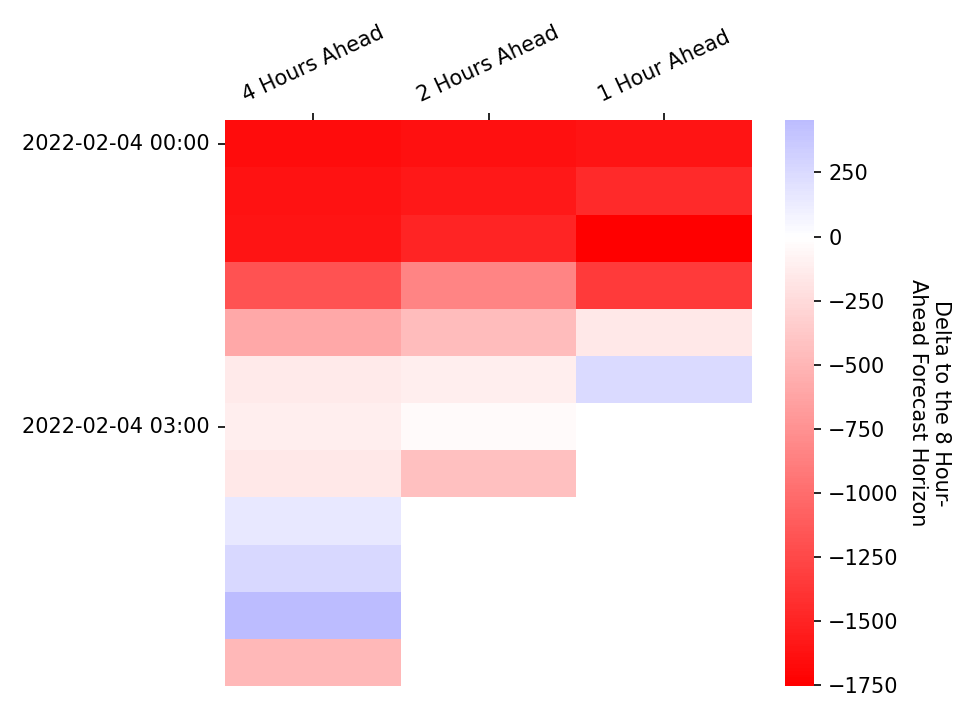 4 Hours Ahead
2 Hours Ahead
1 Hour Ahead
2022-02-04 00:00
2022-02-04 03:00
250
0
−250
−500
−750
−1000
−1250
−1500
−1750
Delta to the 8 Hour-
Ahead Forecast Horizon